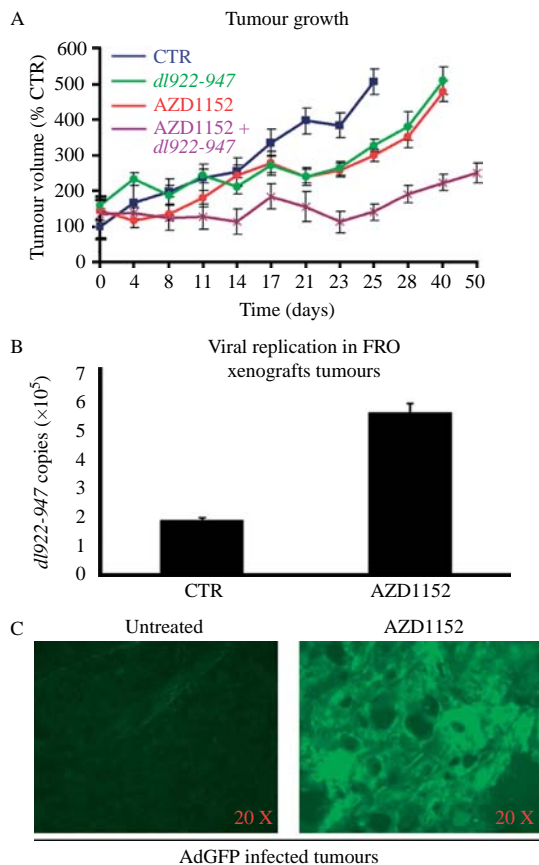 A
Tumour growth
600
500
400
300
200
100
0
Tumour volume (% CTR)
CTR
dl922-947
AZD1152
AZD1152 +
dl922-947
0 4 8 11 14 17 21 23 25 28 40 50
Time (days)
B
Viral replication in FRO
xenografts tumours
7
6
5
4
3
2
1
0
dl922-947 copies (×10⁵)
CTR AZD1152
C
Untreated AZD1152
20 X 20 X
AdGFP infected tumours